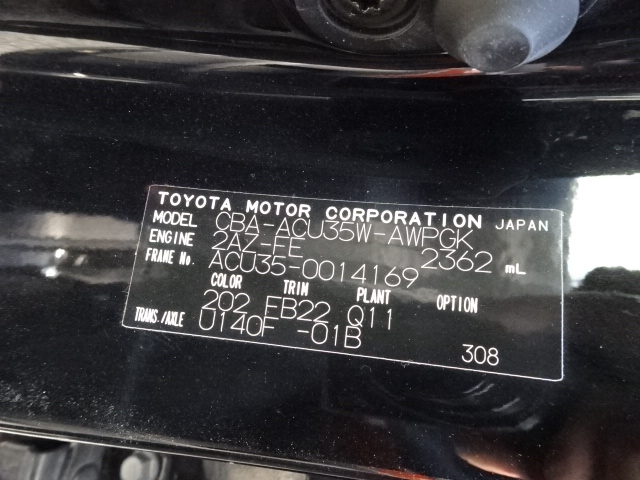 TOYOTA MOTOR CORPORATION JAPAN
MODEL CBA-ACU35W-AWPGK
ENGINE 2AZ-FE 2362 mL
FRAME No. ACU35-0014169
COLOR TRIM PLANT OPTION
202 EB22 Q11
TRANS./AXLE U140F -01B
308